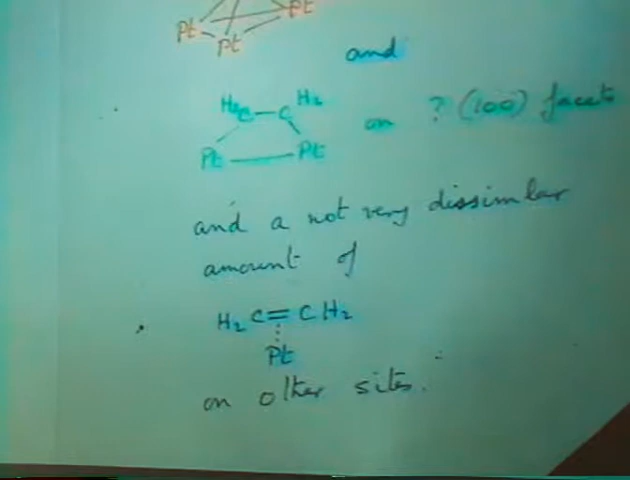 Pt Pt
Pt
and
H2C—CH2
Pt — Pt on ? (100) facets
and a not very dissimilar
amount of
H2C=CH2
Pt
on other sites.